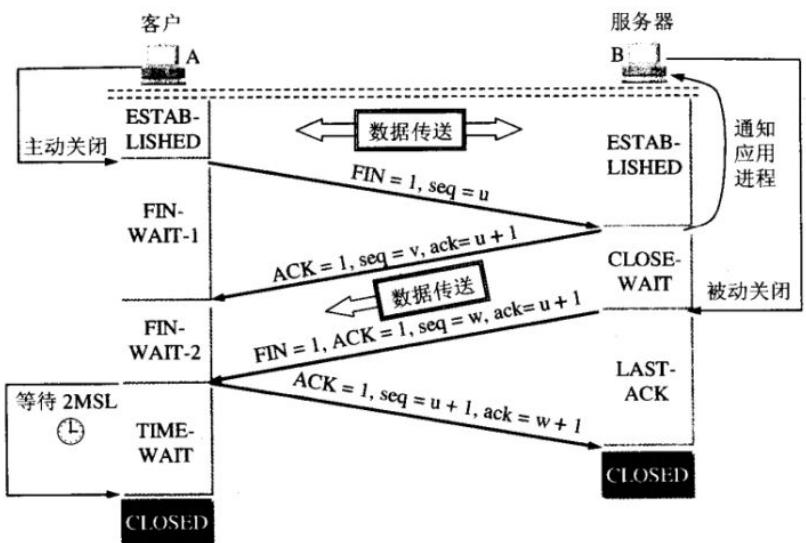 客户
服务器
A
B
ESTAB-
LISHED
数据传送
主动关闭
ESTAB-
LISHED
通知
应用
进程
FIN = 1, seq = u
FIN-
WAIT-1
ACK = 1, seq = v, ack= u + 1
CLOSE-
WAIT
数据传送
被动关闭
FIN-
WAIT-2
FIN = 1, ACK = 1, seq = w, ack= u + 1
LAST-
ACK
等待 2MSL
ACK = 1, seq = u + 1, ack = w + 1
TIME-
WAIT
CLOSED
CLOSED